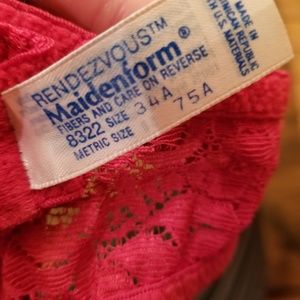 RENDEZVOUS™
Maidenform®
FIBERS AND CARE ON REVERSE
8322 SIZE 34A
METRIC SIZE 75A
MADE IN
DOMINICAN REPUBLIC
OF U.S. MATERIALS